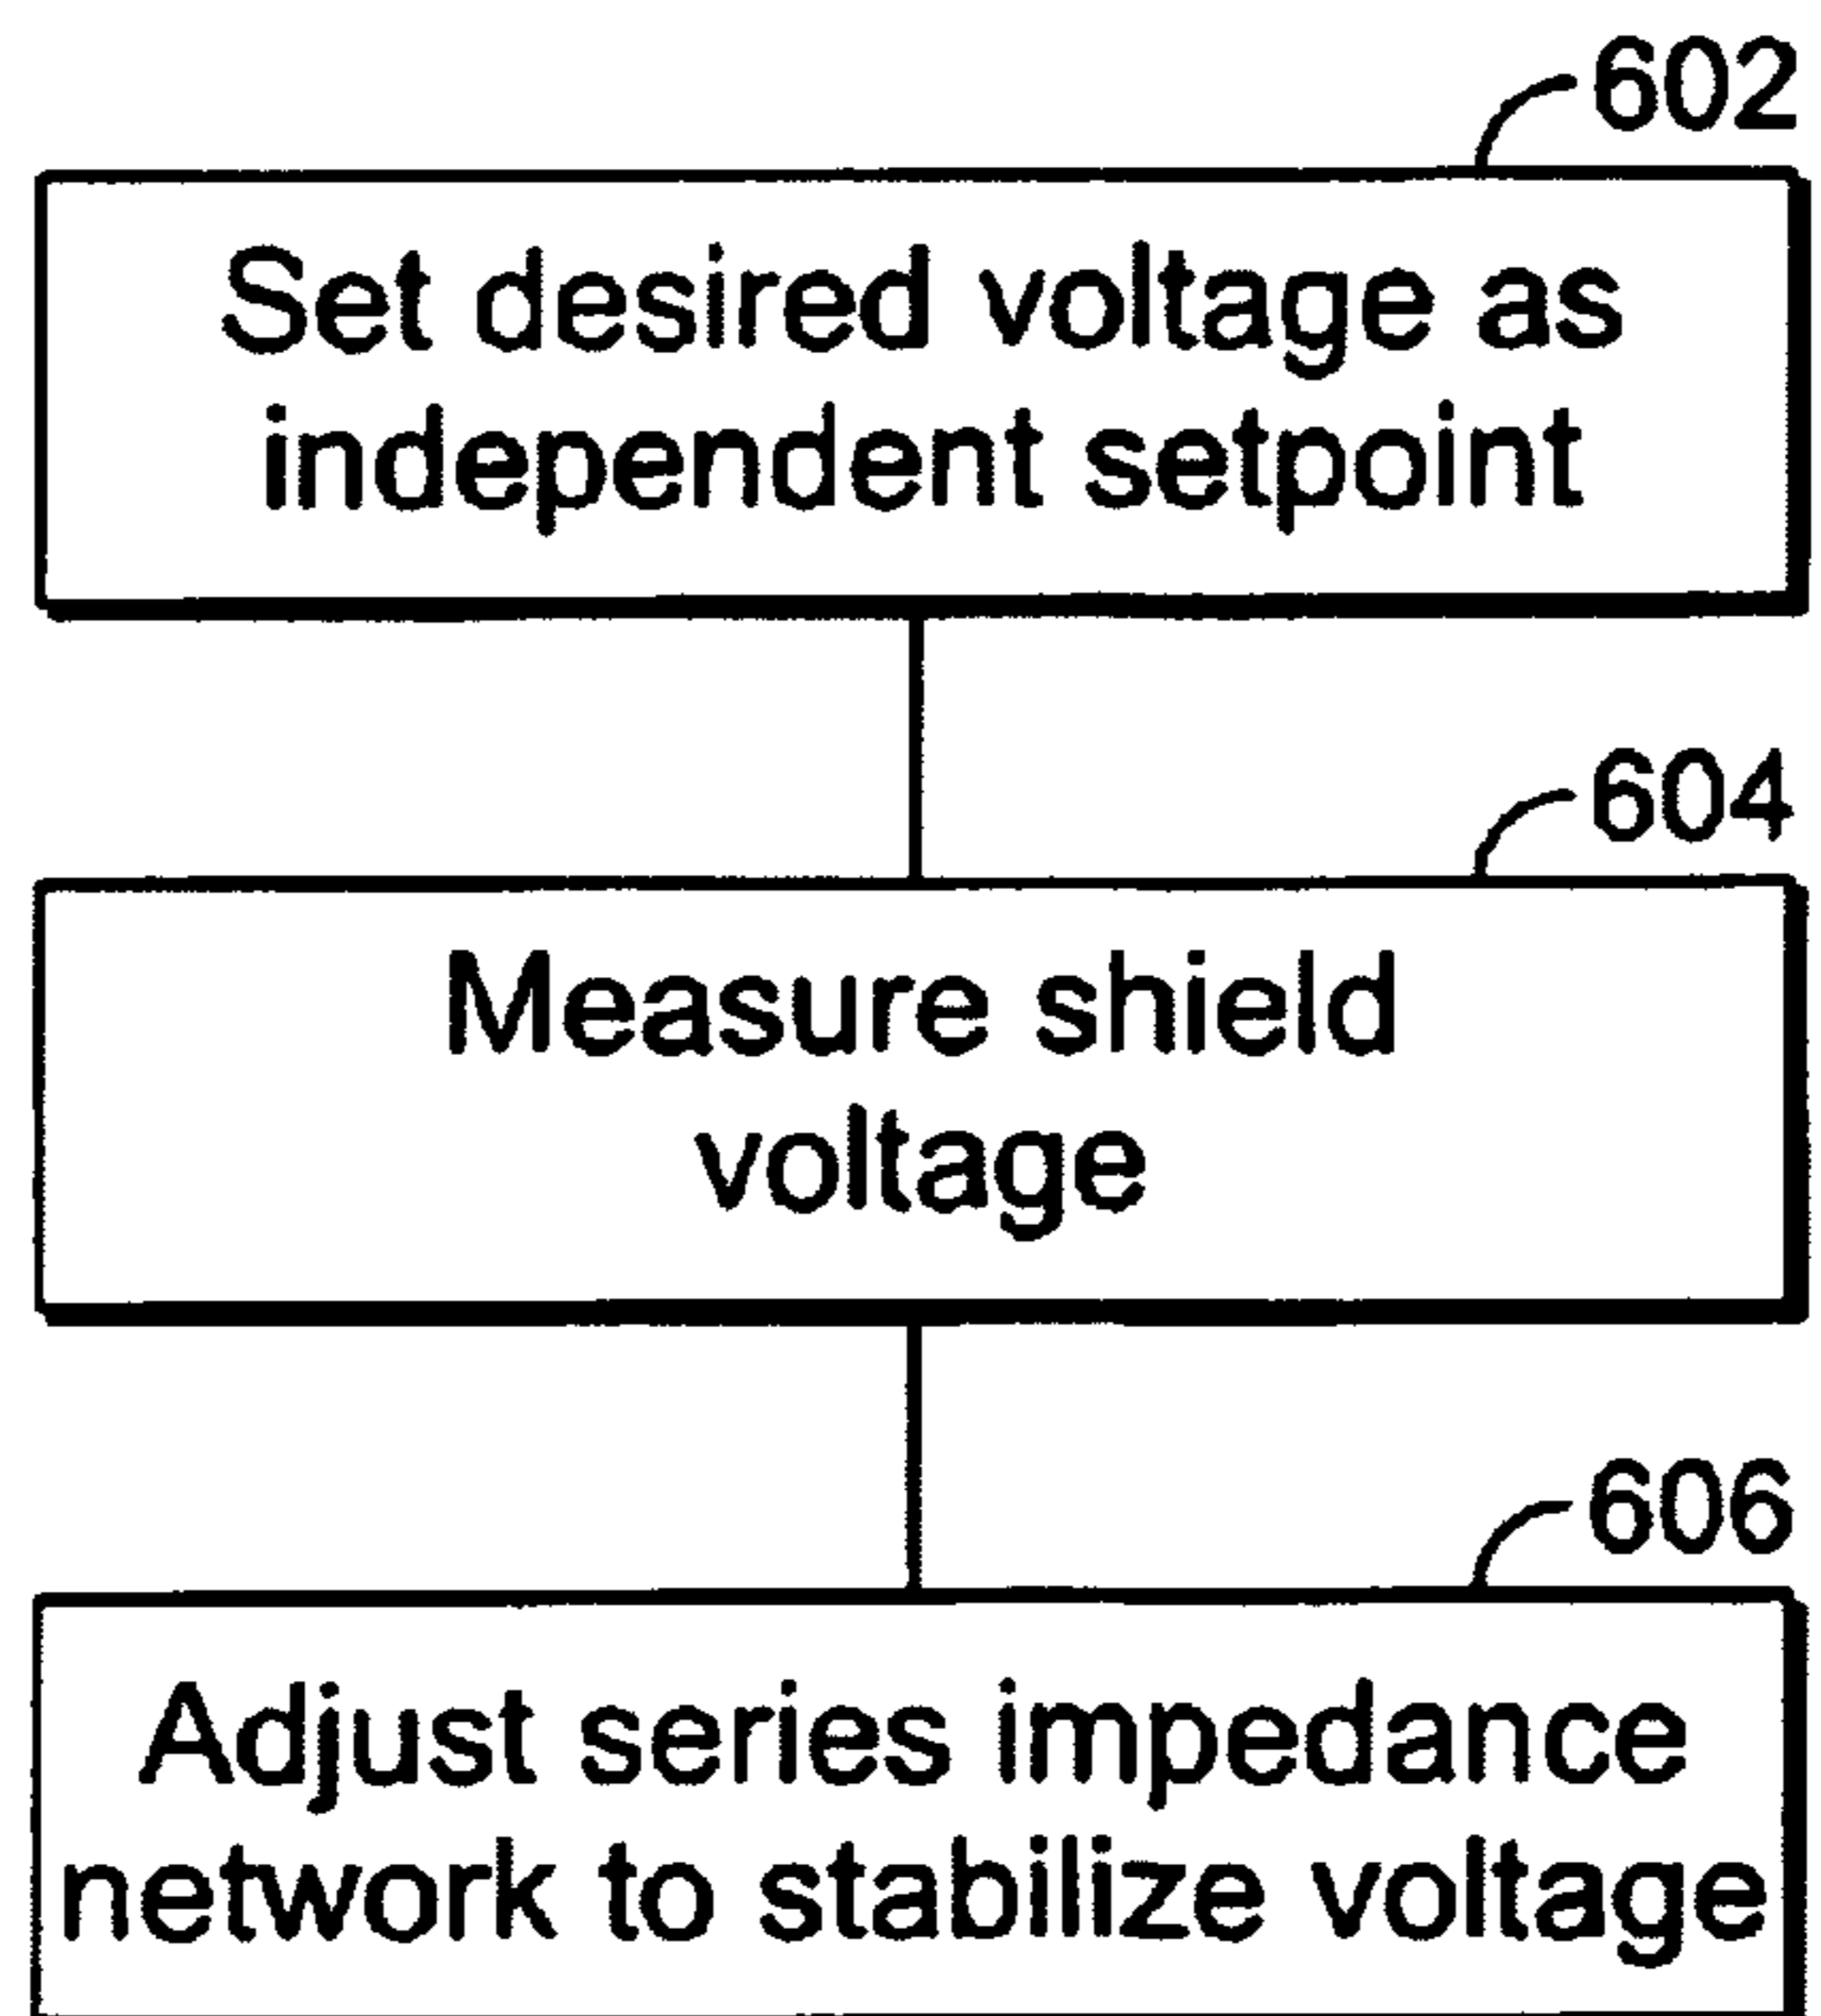 602
Set desired voltage as
independent setpoint
604
Measure shield
voltage
606
Adjust series impedance
network to stabilize voltage